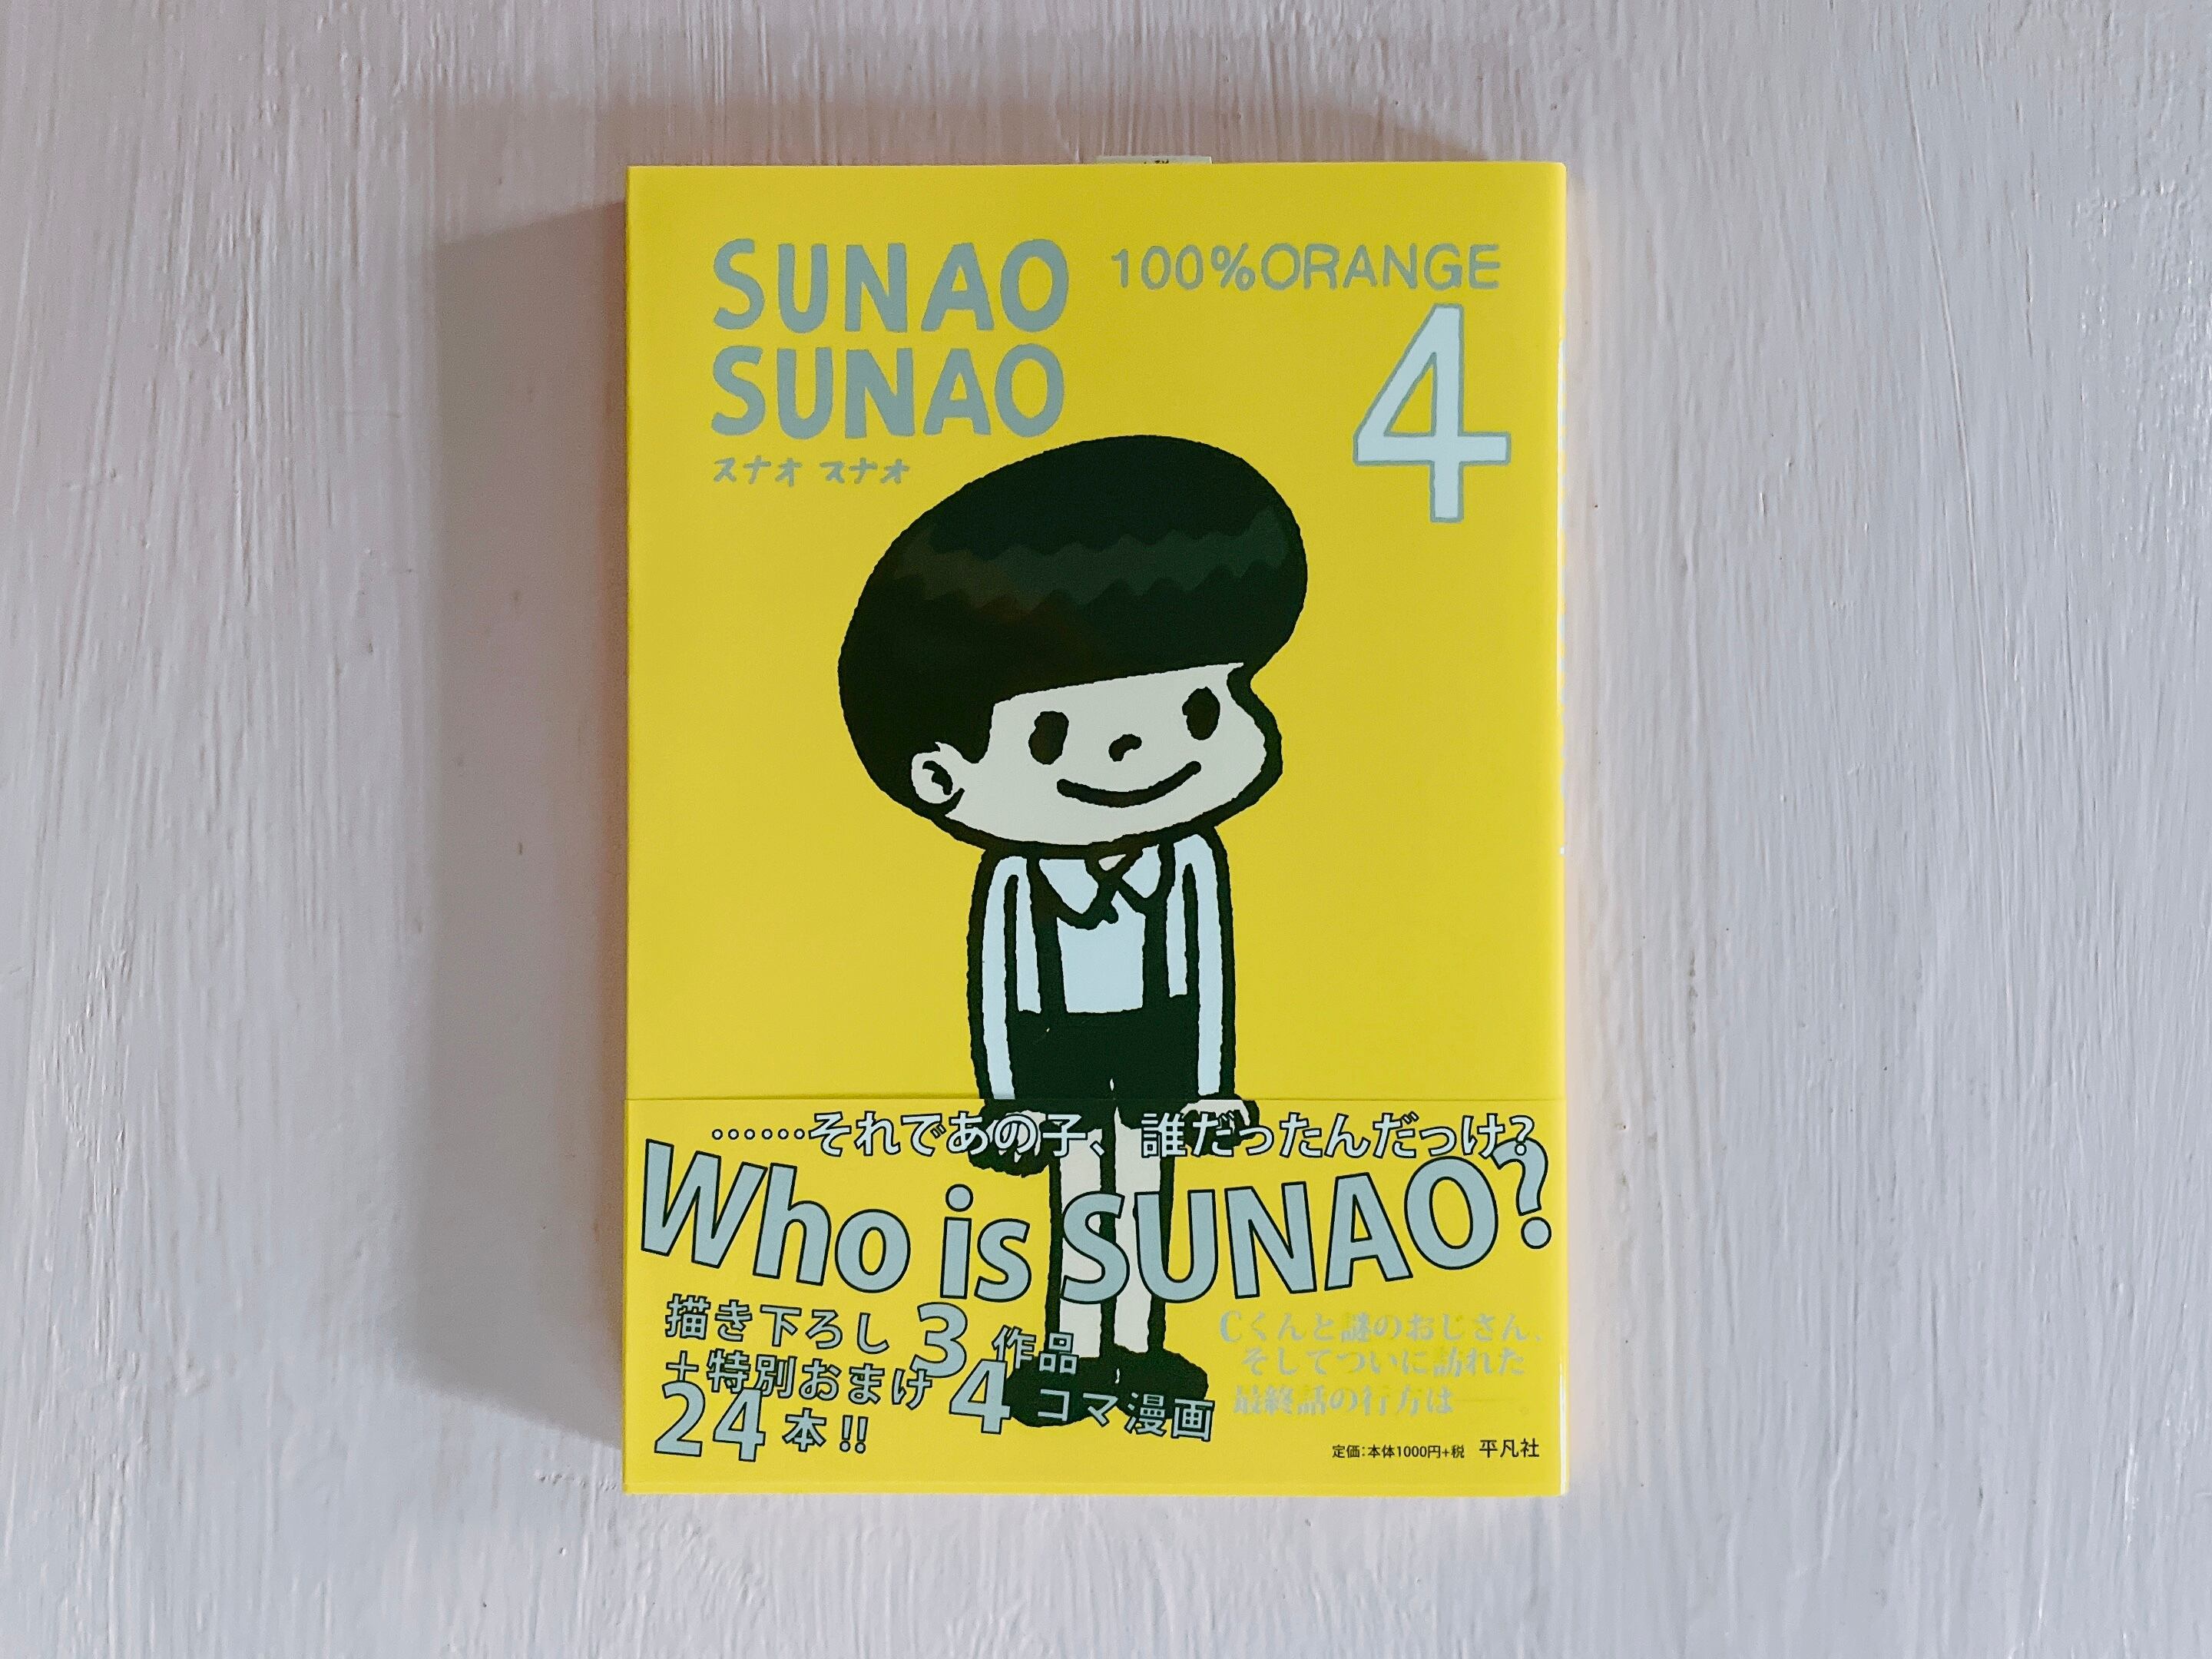 SUNAO
SUNAO
スナオ スナオ
100%ORANGE
4
……それであの子、誰だったんだっけ?
Who is SUNAO?
描き下ろし3作品
+特別おまけ4コマ漫画
24本!!
Cくんと謎のおじさん、
そしてついに訪れた
最終話の行方は――。
定価:本体1000円+税 平凡社